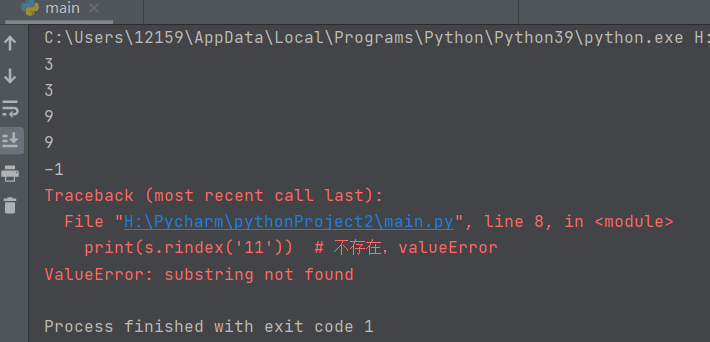 main
C:\Users\12159\AppData\Local\Programs\Python\Python39\python.exe H:
3
3
9
9
-1
Traceback (most recent call last):
  File "H:\Pycharm\pythonProject2\main.py", line 8, in <module>
    print(s.rindex('11'))  # 不存在，valueError
ValueError: substring not found
Process finished with exit code 1